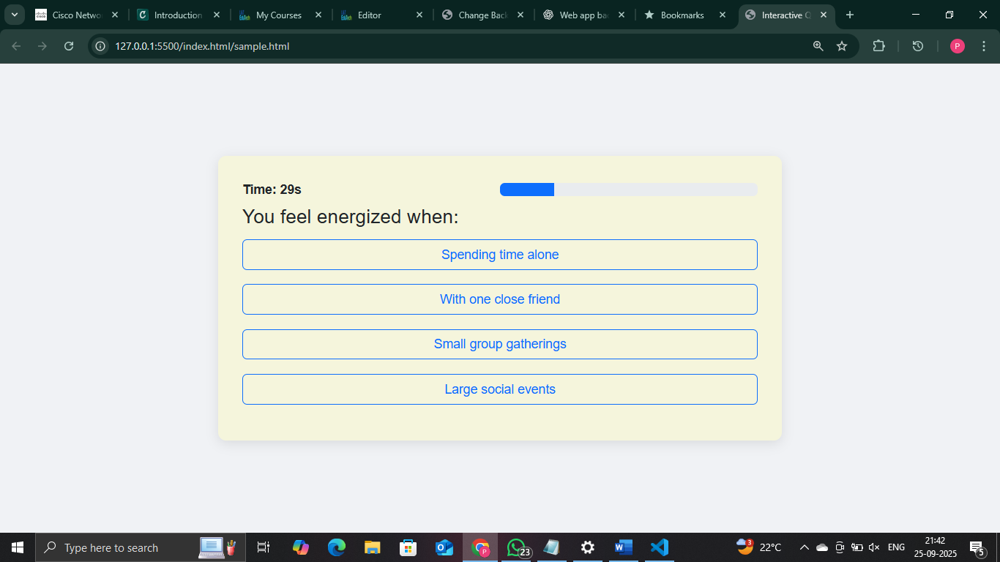 Cisco Netwo
Introduction
My Courses
Editor
Change Back
Web app ba
Bookmarks
Interactive Q
127.0.0.1:5500/index.html/sample.html
P
Time: 29s
You feel energized when:
Spending time alone
With one close friend
Small group gatherings
Large social events
Type here to search
23
3
22°C
ENG
21:42
25-09-2025
5